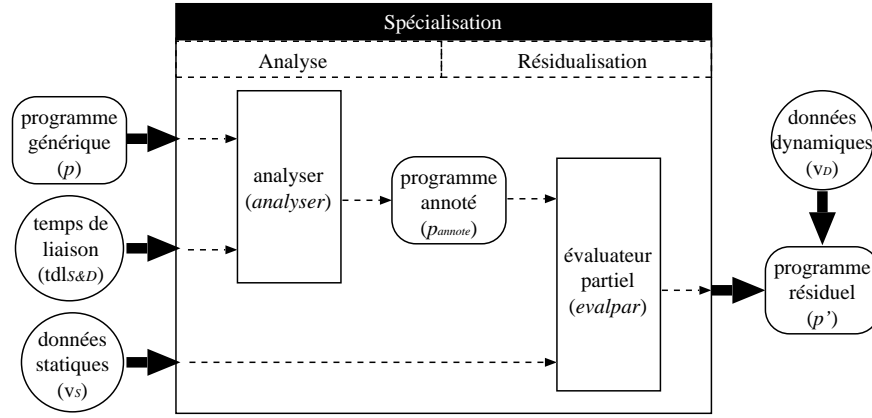 Spécialisation
Analyse
Résidualisation
programme
générique
(p)
temps de
liaison
(tdlS&D)
données
statiques
(vS)
analyser
(analyser)
programme
annoté
(pannote)
évaluateur
partiel
(evalpar)
données
dynamiques
(vD)
programme
résiduel
(p’)